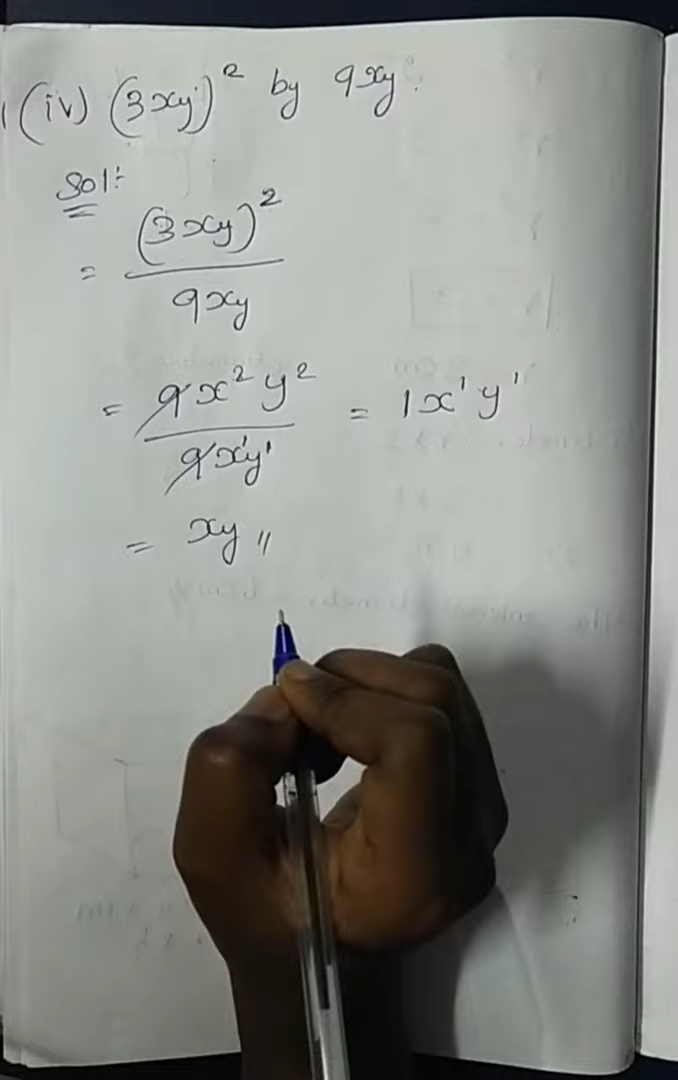 (iv) (3xy)² by 9xy.
Sol:
= (3xy)² / 9xy
= 9x²y² / 9x¹y¹ = 1x¹y¹
= xy //